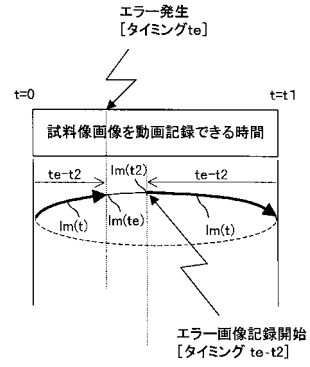 エラー発生
[タイミングte]
t=0
t=t1
試料像画像を動画記録できる時間
te-t2
Im(t2)
te-t2
Im(t)
Im(te)
Im(t)
エラー画像記録開始
[タイミング te-t2]